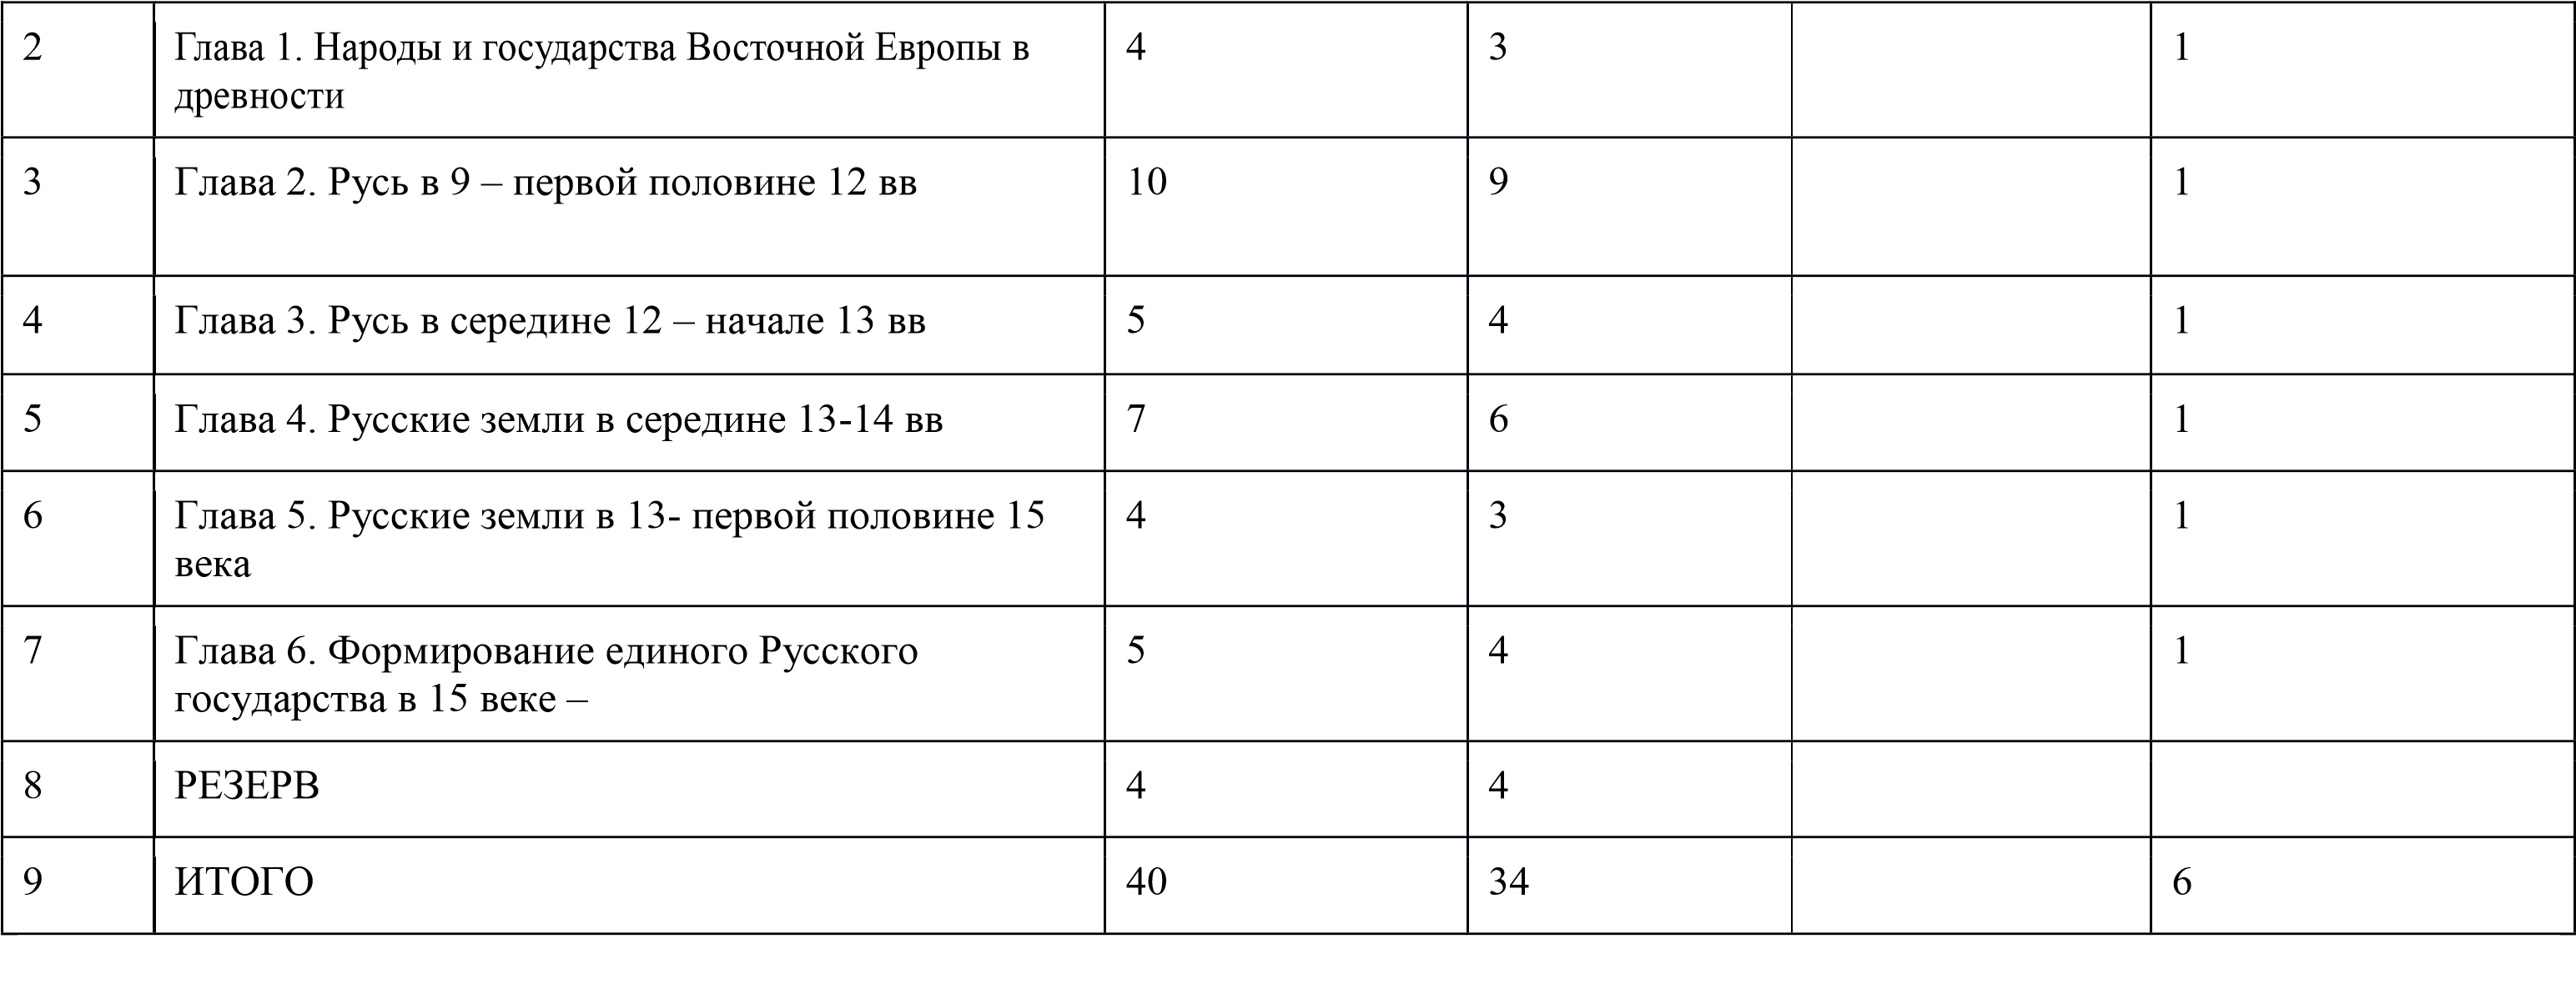 2 Глава 1. Народы и государства Восточной Европы в 4 3 1
древности
3 Глава 2. Русь в 9 – первой половине 12 вв 10 9 1
4 Глава 3. Русь в середине 12 – начале 13 вв 5 4 1
5 Глава 4. Русские земли в середине 13-14 вв 7 6 1
6 Глава 5. Русские земли в 13- первой половине 15 4 3 1
века
7 Глава 6. Формирование единого Русского 5 4 1
государства в 15 веке –
8 РЕЗЕРВ 4 4
9 ИТОГО 40 34 6